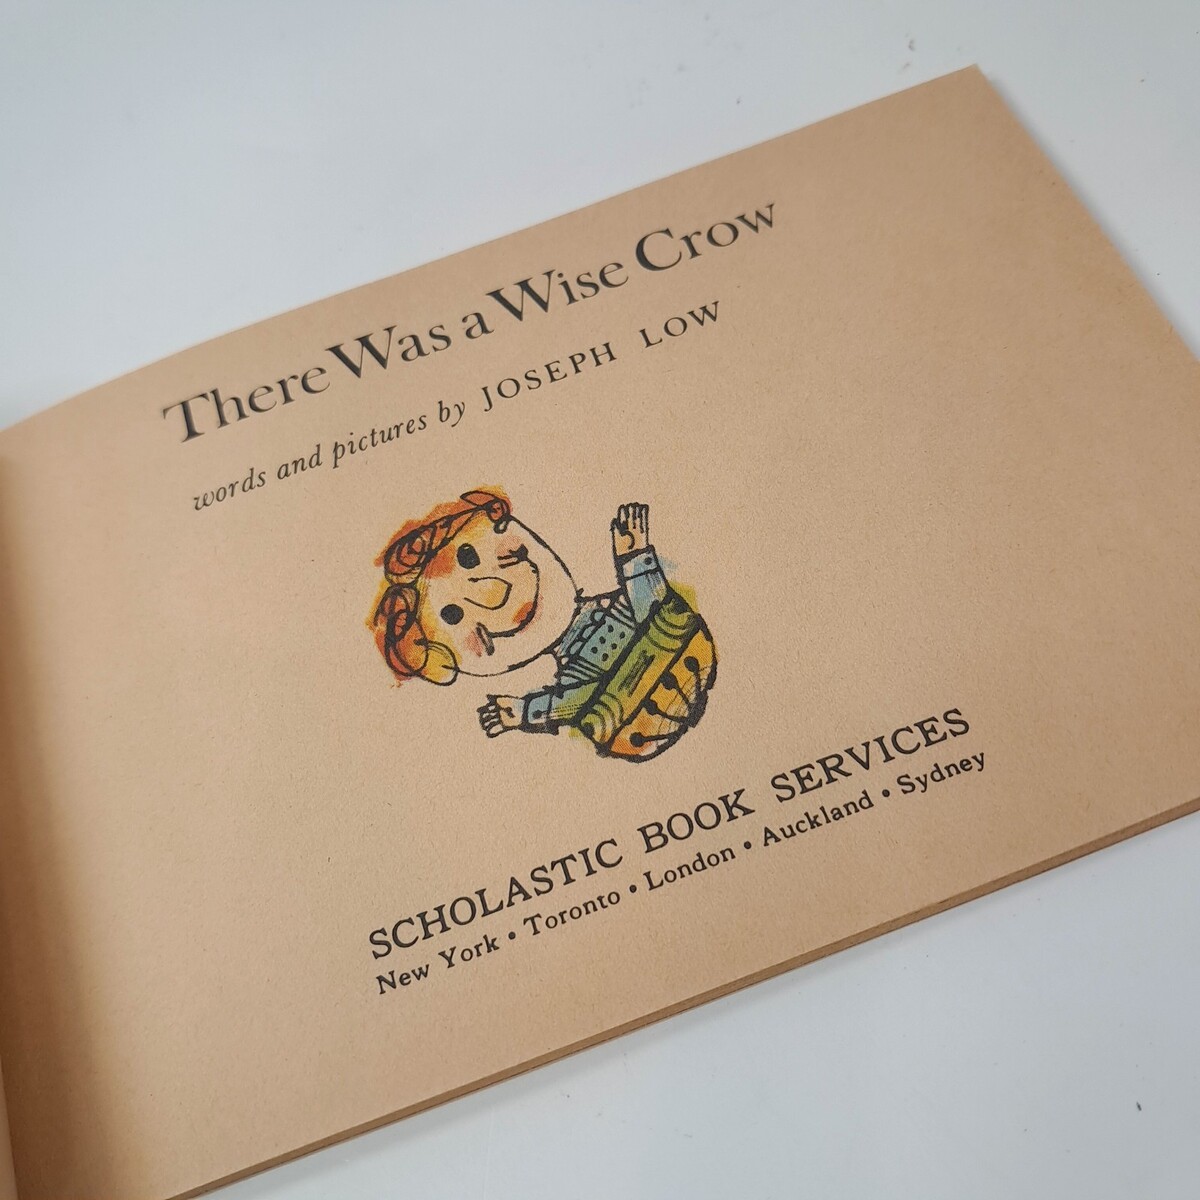 There Was a Wise Crow
words and pictures by JOSEPH LOW
SCHOLASTIC BOOK SERVICES
New York • Toronto • London • Auckland • Sydney